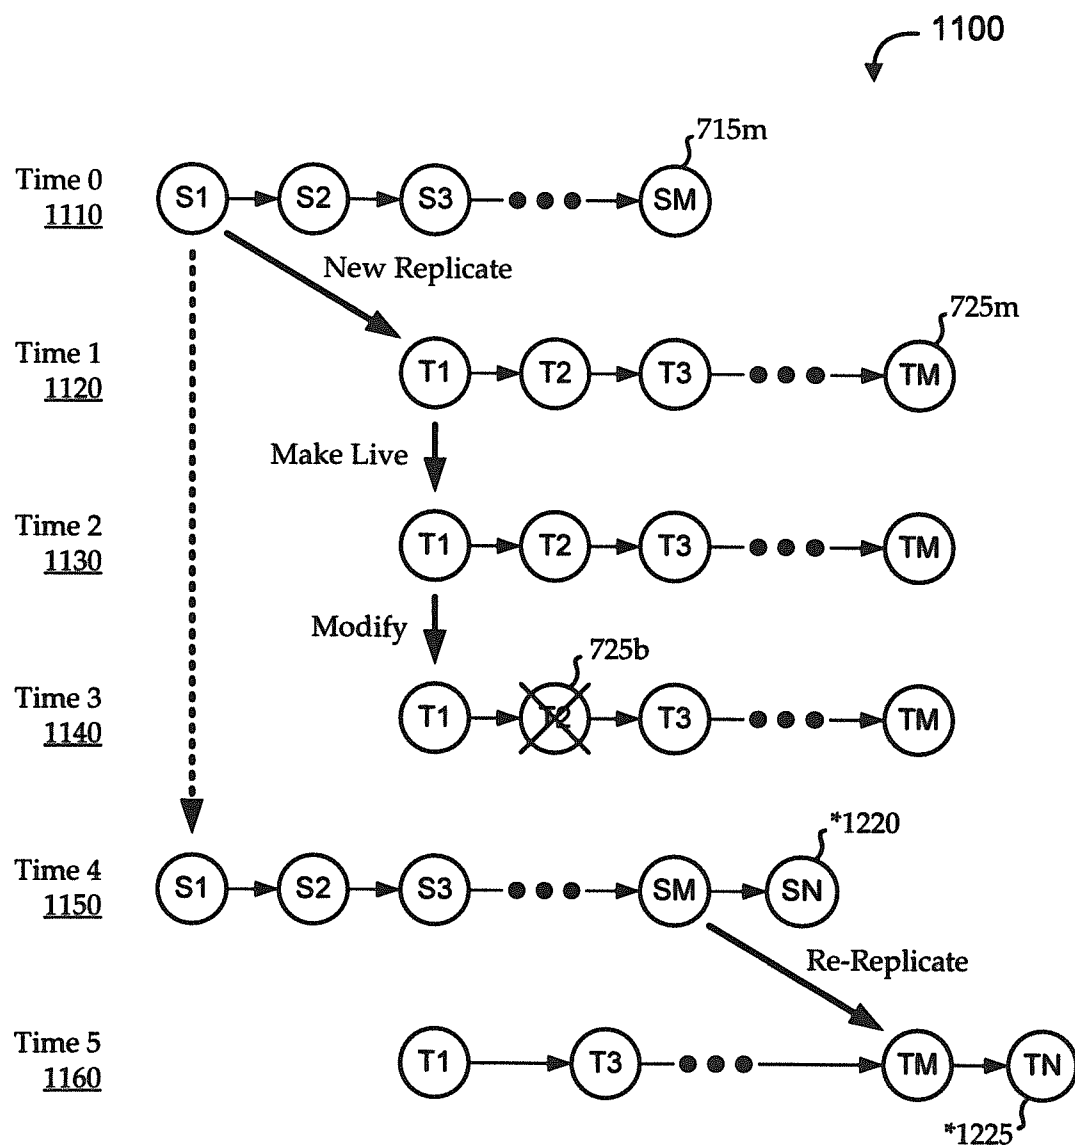 1100
715m
Time 0
1110
S1
S2
S3
SM
New Replicate
725m
Time 1
1120
T1
T2
T3
TM
Make Live
Time 2
1130
T1
T2
T3
TM
Modify
725b
Time 3
1140
T1
T2
T3
TM
*1220
Time 4
1150
S1
S2
S3
SM
SN
Re-Replicate
Time 5
1160
T1
T3
TM
TN
*1225